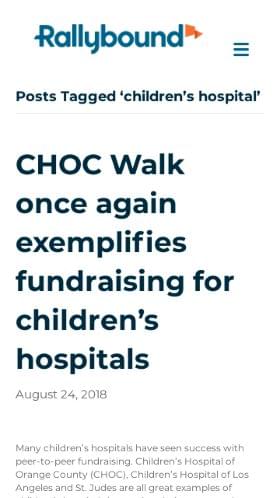 Rallybound
Posts Tagged ‘children’s hospital’
CHOC Walk
once again
exemplifies
fundraising for
children’s
hospitals
August 24, 2018
Many children’s hospitals have seen success with
peer-to-peer fundraising. Children’s Hospital of
Orange County (CHOC), Children’s Hospital of Los
Angeles and St. Judes are all great examples of